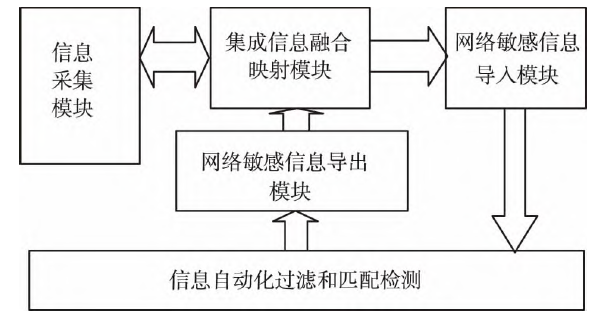 信息
采集
模块
集成信息融合
映射模块
网络敏感信息
导入模块
网络敏感信息导出
模块
信息自动化过滤和匹配检测